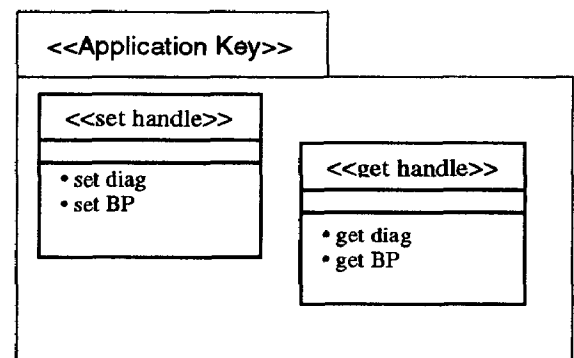 <<Application Key>>
<<set handle>>
• set diag
• set BP
<<get handle>>
• get diag
• get BP